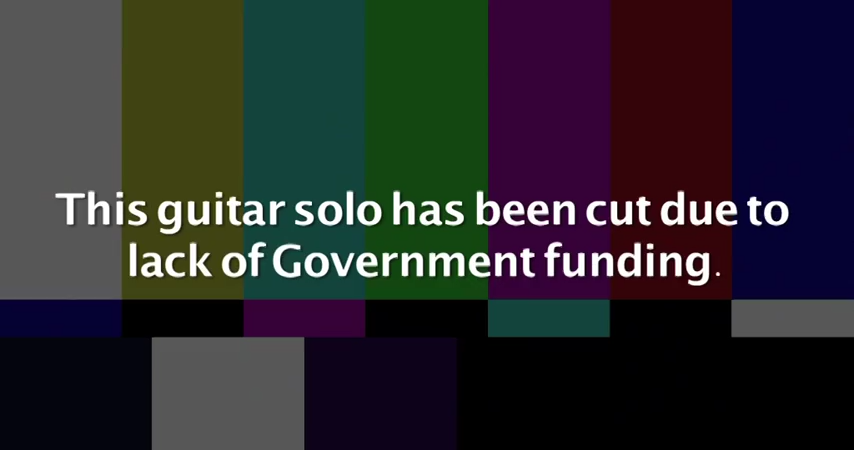 This guitar solo has been cut due to
lack of Government funding.